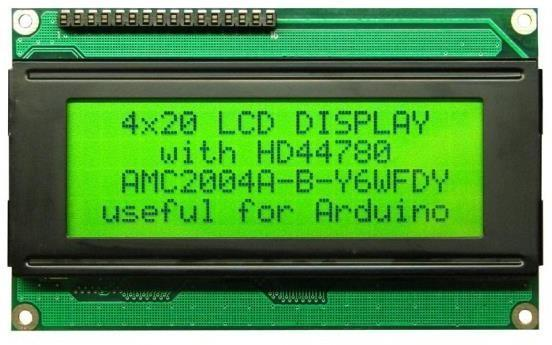 4x20 LCD DISPLAY
with HD44780
AMC2004A-B-Y6WFDY
useful for Arduino